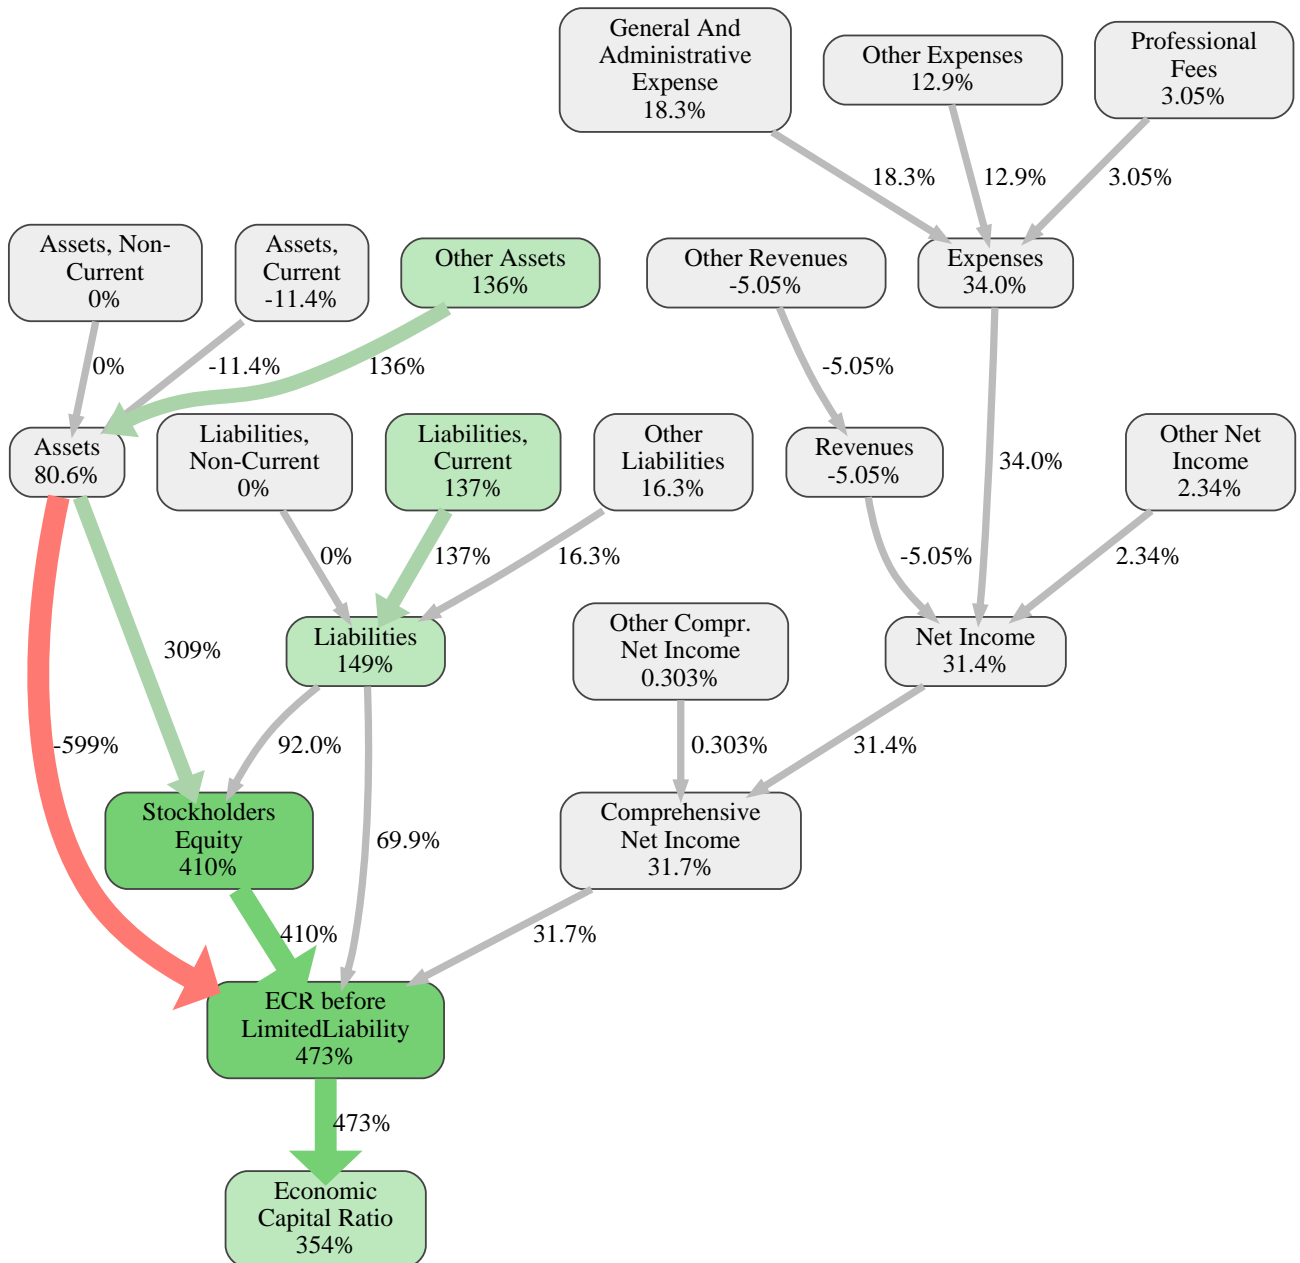 General And
Administrative
Expense
18.3%
Other Expenses
12.9%
Professional
Fees
3.05%
18.3%
12.9%
3.05%
Assets, Non-
Current
0%
Assets,
Current
-11.4%
Other Assets
136%
Other Revenues
-5.05%
Expenses
34.0%
0%
-11.4%
136%
-5.05%
Assets
80.6%
Liabilities,
Non-Current
0%
Liabilities,
Current
137%
Other
Liabilities
16.3%
Revenues
-5.05%
34.0%
Other Net
Income
2.34%
0%
137%
16.3%
-5.05%
2.34%
309%
Liabilities
149%
Other Compr.
Net Income
0.303%
Net Income
31.4%
-599%
92.0%
0.303%
31.4%
Stockholders
Equity
410%
69.9%
Comprehensive
Net Income
31.7%
410%
31.7%
ECR before
LimitedLiability
473%
473%
Economic
Capital Ratio
354%